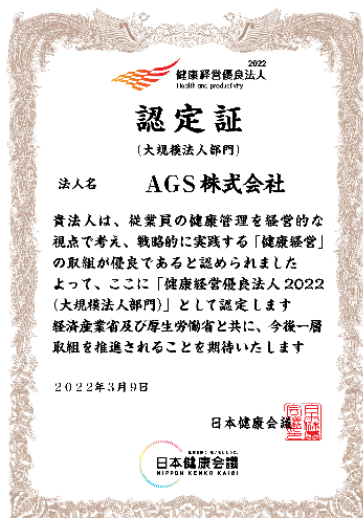 2022
健康経営優良法人
Health and productivity
認定証
(大規模法人部門)
法人名 AGS株式会社
貴法人は、従業員の健康管理を経営的な
視点で考え、戦略的に実践する「健康経営」
の取組が優良であると認められました
よって、ここに「健康経営優良法人2022
(大規模法人部門)」として認定します
経済産業省及び厚生労働省と共に、今後一層
取組を推進されることを期待いたします
2022年3月9日
日本健康会議
日本健康会議
NIPPON KENKO KAIGI